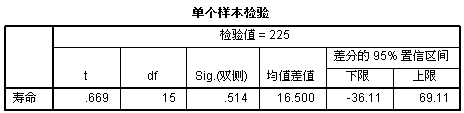 单个样本检验
检验值 = 225
差分的 95% 置信区间
t df Sig.(双侧) 均值差值 下限 上限
寿命 .669 15 .514 16.500 -36.11 69.11